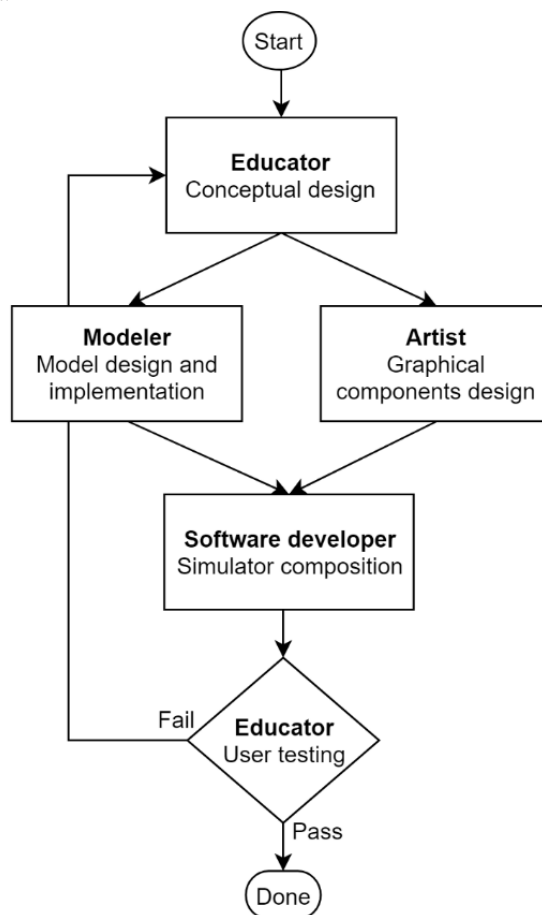 Start
Educator
Conceptual design
Modeler
Model design and
implementation
Artist
Graphical
components design
Software developer
Simulator composition
Fail
Educator
User testing
Pass
Done